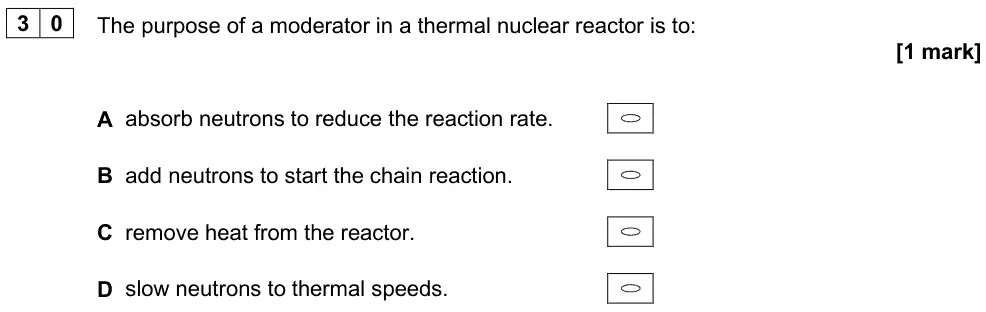 3 0 The purpose of a moderator in a thermal nuclear reactor is to:
[1 mark]
A absorb neutrons to reduce the reaction rate.
B add neutrons to start the chain reaction.
C remove heat from the reactor.
D slow neutrons to thermal speeds.